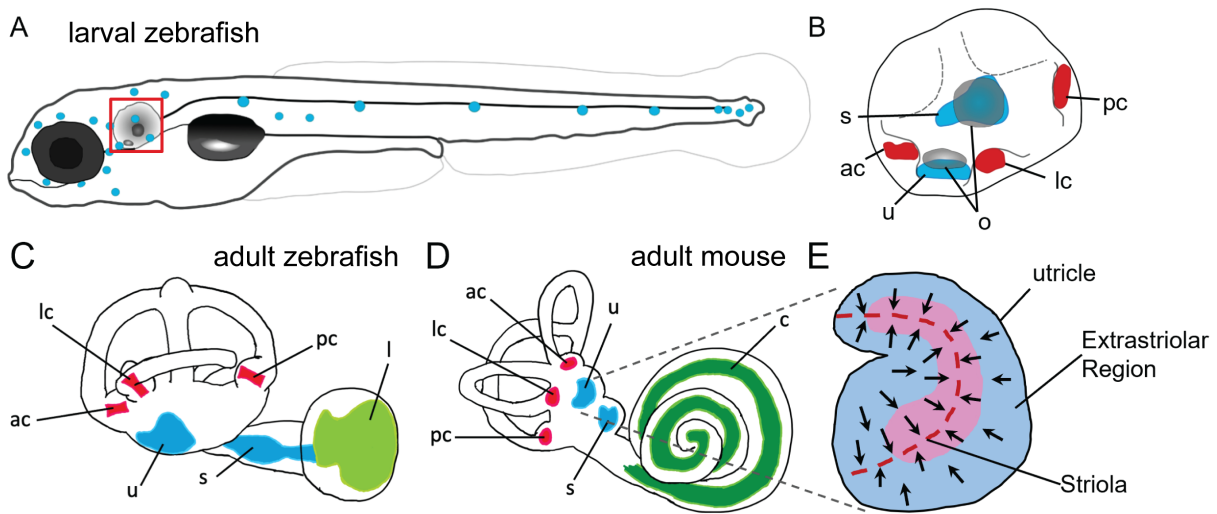 A larval zebrafish
B
s
pc
ac
lc
u
o
C adult zebrafish
lc
pc
l
ac
u
s
D adult mouse
ac
u
c
lc
pc
s
E
utricle
Extrastriolar
Region
Striola